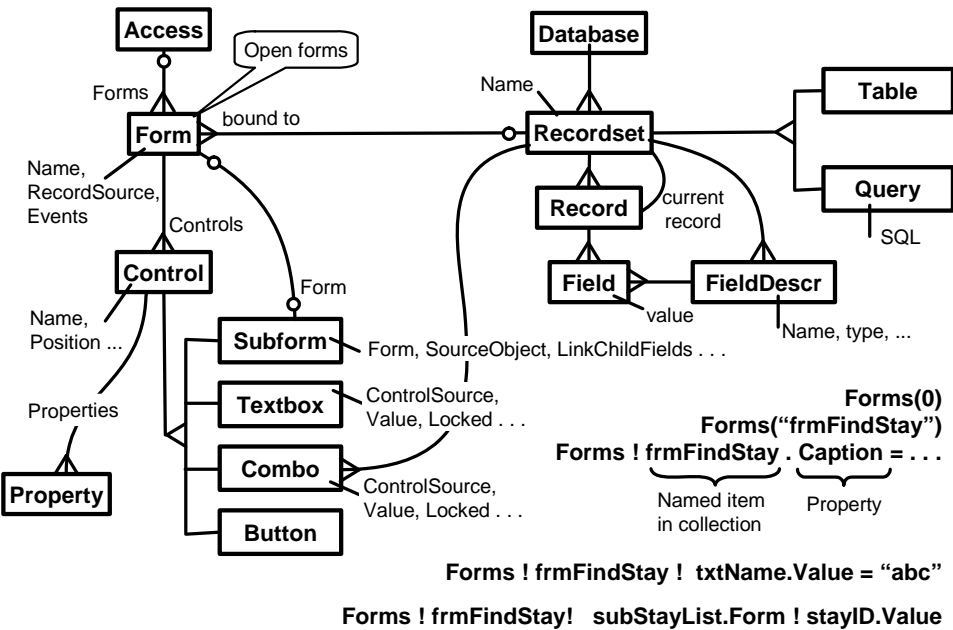 Access
Open forms
Forms
Form
bound to
Name,
RecordSource,
Events
Controls
Control
Name,
Position ...
Properties
Property
Form
Subform
Form, SourceObject, LinkChildFields . . .
Textbox
ControlSource,
Value, Locked . . .
Combo
ControlSource,
Value, Locked . . .
Button
Database
Name
Recordset
Table
Query
SQL
Record
current
record
Field
value
FieldDescr
Name, type, ...
Forms(0)
Forms(“frmFindStay”)
Forms ! frmFindStay . Caption = . . .
Named item
in collection
Property
Forms ! frmFindStay ! txtName.Value = “abc”
Forms ! frmFindStay! subStayList.Form ! stayID.Value